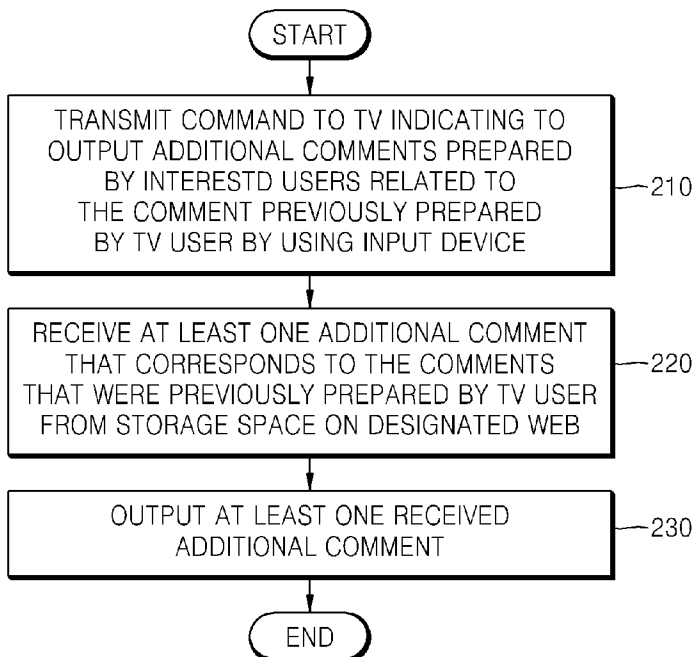 START
TRANSMIT COMMAND TO TV INDICATING TO
OUTPUT ADDITIONAL COMMENTS PREPARED
BY INTERESTD USERS RELATED TO
THE COMMENT PREVIOUSLY PREPARED
BY TV USER BY USING INPUT DEVICE
210
RECEIVE AT LEAST ONE ADDITIONAL COMMENT
THAT CORRESPONDS TO THE COMMENTS
THAT WERE PREVIOUSLY PREPARED BY TV USER
FROM STORAGE SPACE ON DESIGNATED WEB
220
OUTPUT AT LEAST ONE RECEIVED
ADDITIONAL COMMENT
230
END